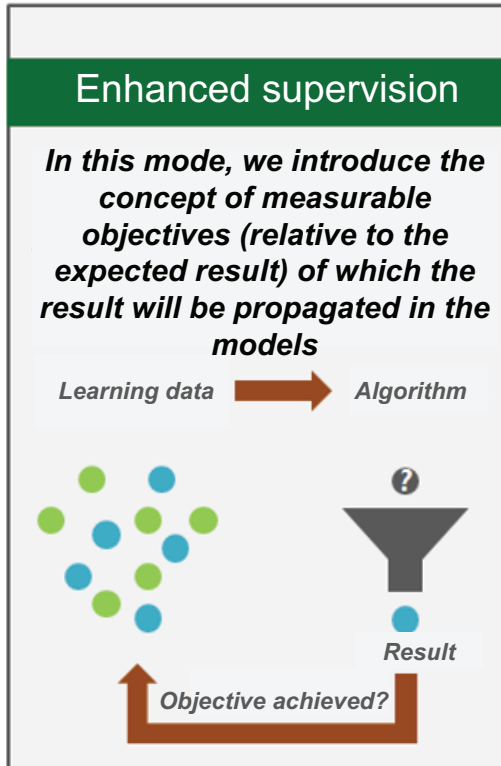 Enhanced supervision
In this mode, we introduce the
concept of measurable
objectives (relative to the
expected result) of which the
result will be propagated in the
models
Learning data
Algorithm
?
Result
Objective achieved?